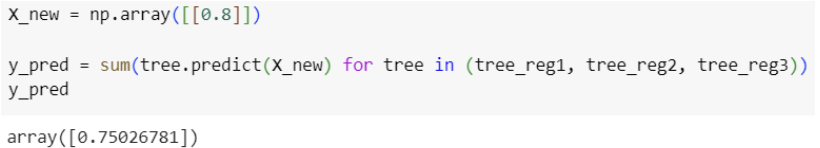 X_new = np.array([[0.8]])
y_pred = sum(tree.predict(X_new) for tree in (tree_reg1, tree_reg2, tree_reg3))
y_pred
array([0.75026781])